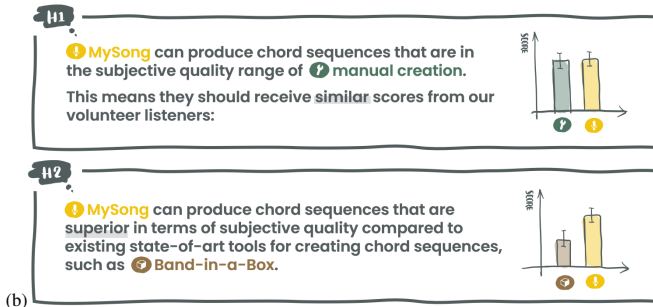 H1
MySong can produce chord sequences that are in
the subjective quality range of manual creation.
This means they should receive similar scores from our
volunteer listeners:
SCORE
H2
MySong can produce chord sequences that are
superior in terms of subjective quality compared to
existing state-of-art tools for creating chord sequences,
such as Band-in-a-Box.
SCORE
(b)